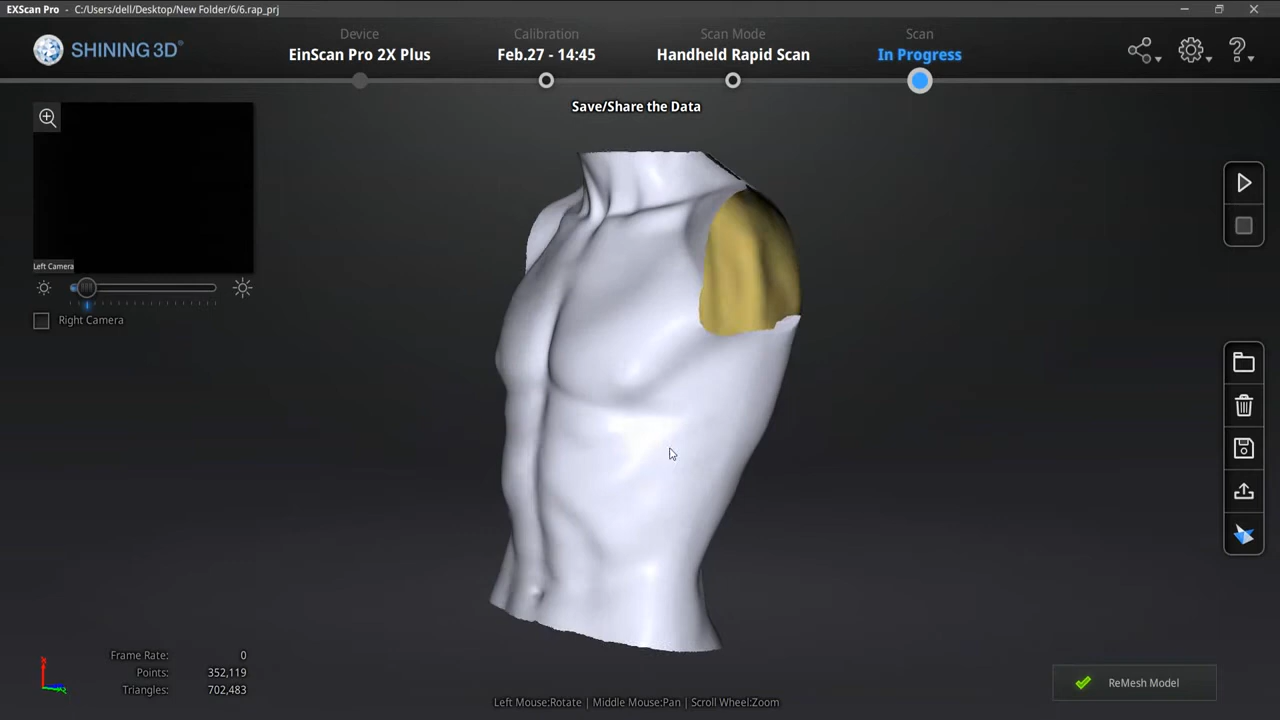 EXScan Pro - C:/Users/dell/Desktop/New Folder/6/6.rap_prj
SHINING 3D®
Device
EinScan Pro 2X Plus
Calibration
Feb.27 - 14:45
Scan Mode
Handheld Rapid Scan
Scan
In Progress
Save/Share the Data
Left Camera
Right Camera
Frame Rate: 0
Points: 352,119
Triangles: 702,483
Left Mouse:Rotate | Middle Mouse:Pan | Scroll Wheel:Zoom
ReMesh Model